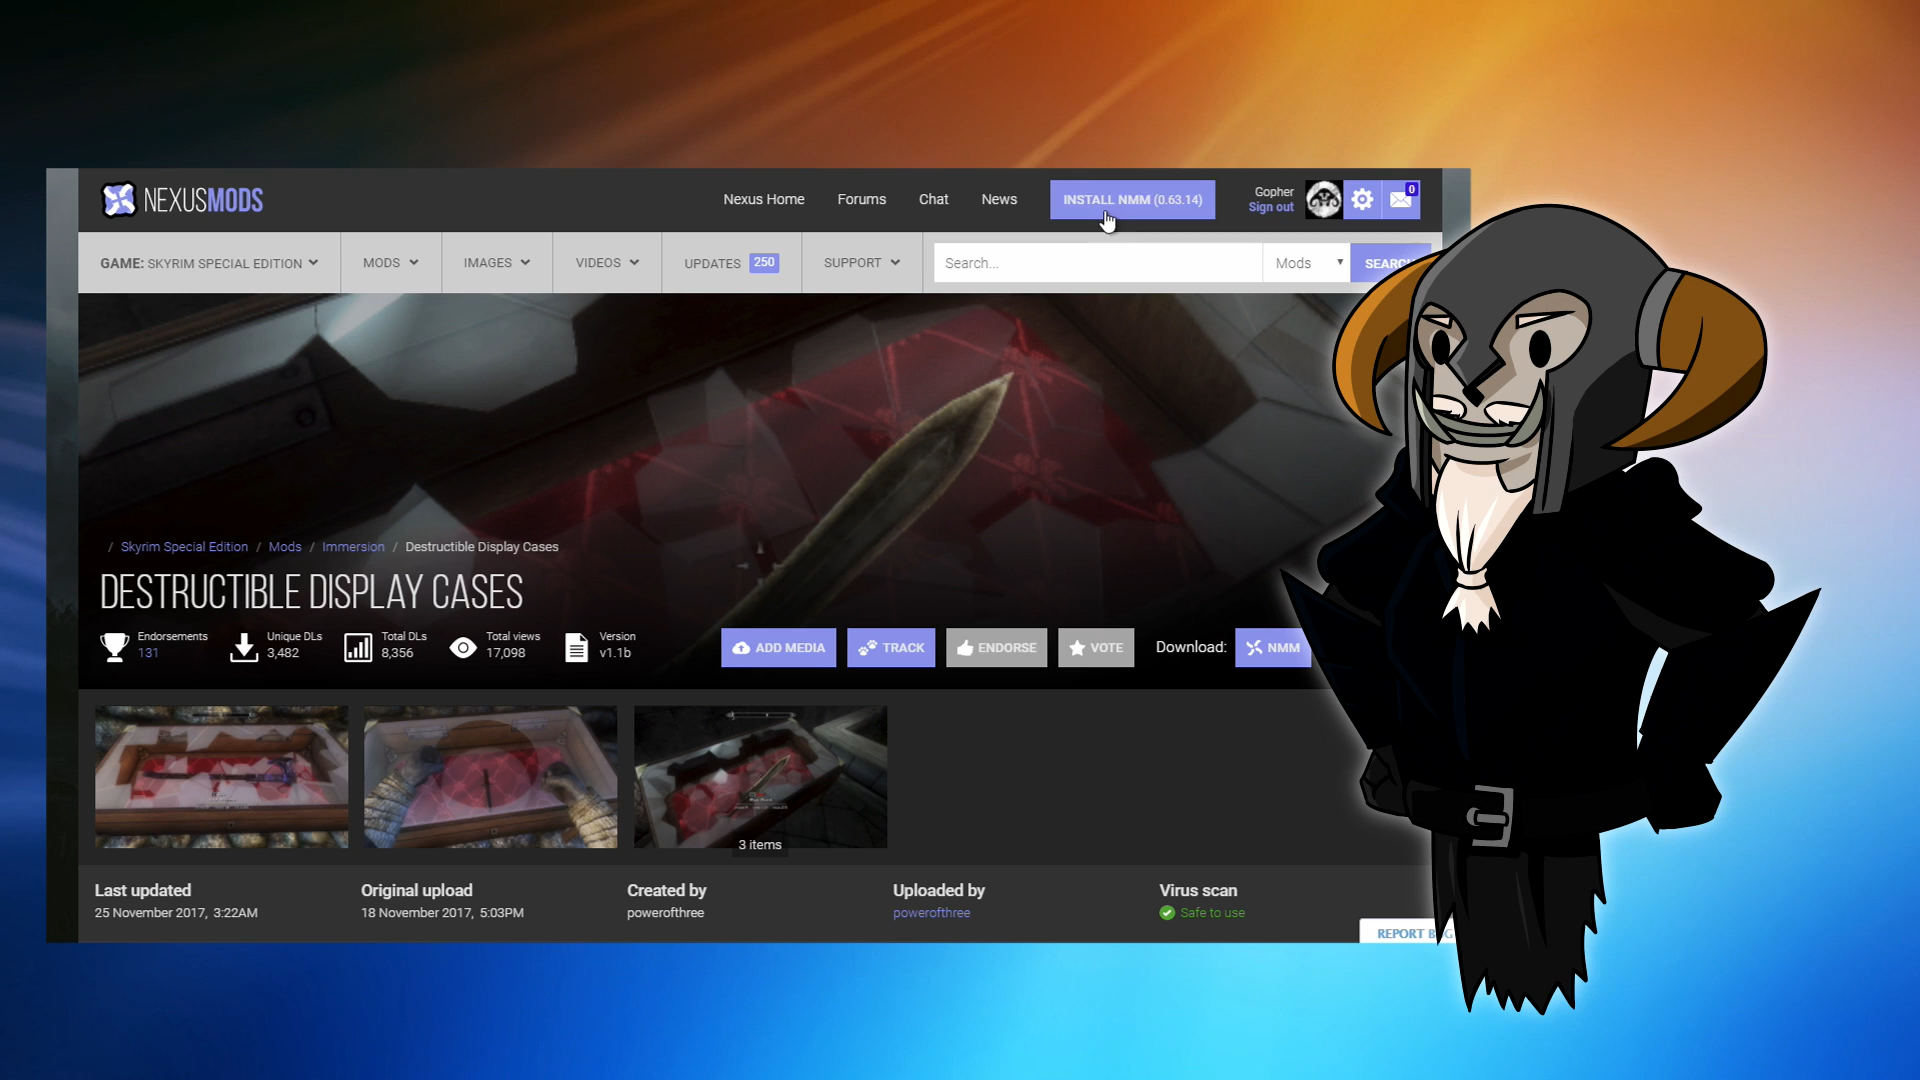 NEXUSMODS
Nexus Home
Forums
Chat
News
INSTALL NMM (0.63.14)
Gopher
Sign out
0
GAME: SKYRIM SPECIAL EDITION
MODS
IMAGES
VIDEOS
UPDATES 250
SUPPORT
Search...
Mods
SEARCH
/ Skyrim Special Edition / Mods / Immersion / Destructible Display Cases
DESTRUCTIBLE DISPLAY CASES
Endorsements
131
Unique DLs
3,482
Total DLs
8,356
Total views
17,098
Version
v1.1b
ADD MEDIA
TRACK
ENDORSE
VOTE
Download:
NMM
3 items
Last updated
25 November 2017, 3:22AM
Original upload
18 November 2017, 5:03PM
Created by
powerofthree
Uploaded by
powerofthree
Virus scan
Safe to use
REPORT BUG